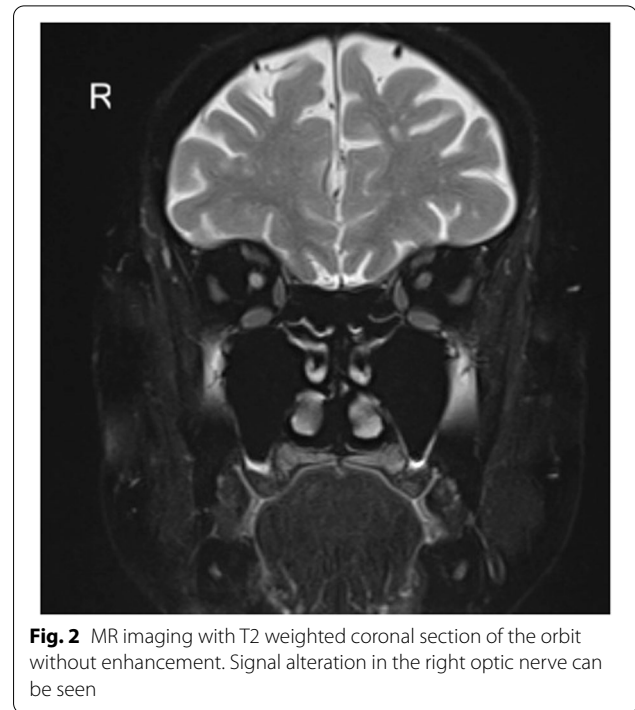 R
Fig. 2 MR imaging with T2 weighted coronal section of the orbit
without enhancement. Signal alteration in the right optic nerve can
be seen